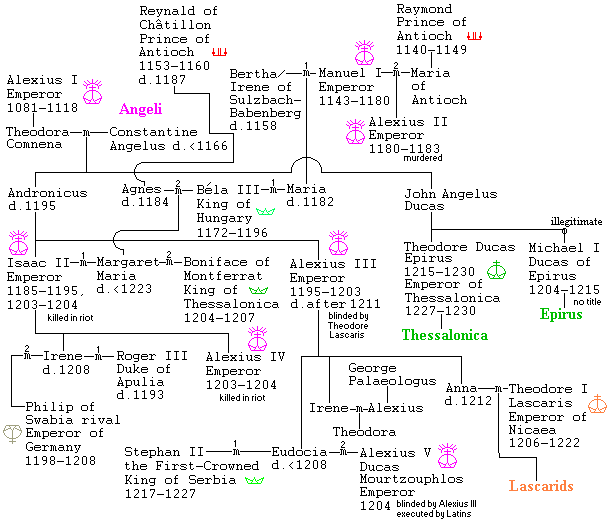 Reynald of
Châtillon
Prince of
Antioch
1153–1160
d.1187
Raymond
Prince of
Antioch
1140–1149
Alexius I
Emperor
1081–1118
Angeli
Bertha/
Irene of
Sulzbach-
Babenberg
d.1158
1
m
Manuel I
Emperor
1143–1180
2
m
Maria
of
Antioch
Theodora
Comnena
m
Constantine
Angelus d.<1166
Alexius II
Emperor
1180–1183
murdered
Andronicus
d.1195
Agnes
d.1184
2
m
Béla III
King of
Hungary
1172–1196
1
m
Maria
d.1182
John Angelus
Ducas
illegitimate
Isaac II
Emperor
1185–1195,
1203–1204
killed in riot
1
m
Margaret
Maria
d.<1223
2
m
Boniface of
Montferrat
King of
Thessalonica
1204–1207
Alexius III
Emperor
1195–1203
d.after 1211
blinded by
Theodore
Lascaris
Theodore Ducas
Epirus
1215–1230
Emperor of
Thessalonica
1227–1230
Thessalonica
Michael I
Ducas of
Epirus
1204–1215
no title
Epirus
2
m
Irene
d.1208
1
m
Roger III
Duke of
Apulia
d.1193
Alexius IV
Emperor
1203–1204
killed in riot
George
Palaeologus
Irene
m
Alexius
Theodora
Anna
d.1212
m
Theodore I
Lascaris
Emperor of
Nicaea
1206–1222
Lascarids
Philip of
Swabia rival
Emperor of
Germany
1198–1208
Stephan II
the First-Crowned
King of Serbia
1217–1227
1
m
Eudocia
d.<1208
2
m
Alexius V
Ducas
Mourtzouphlos
Emperor
1204
blinded by Alexius III
executed by Latins